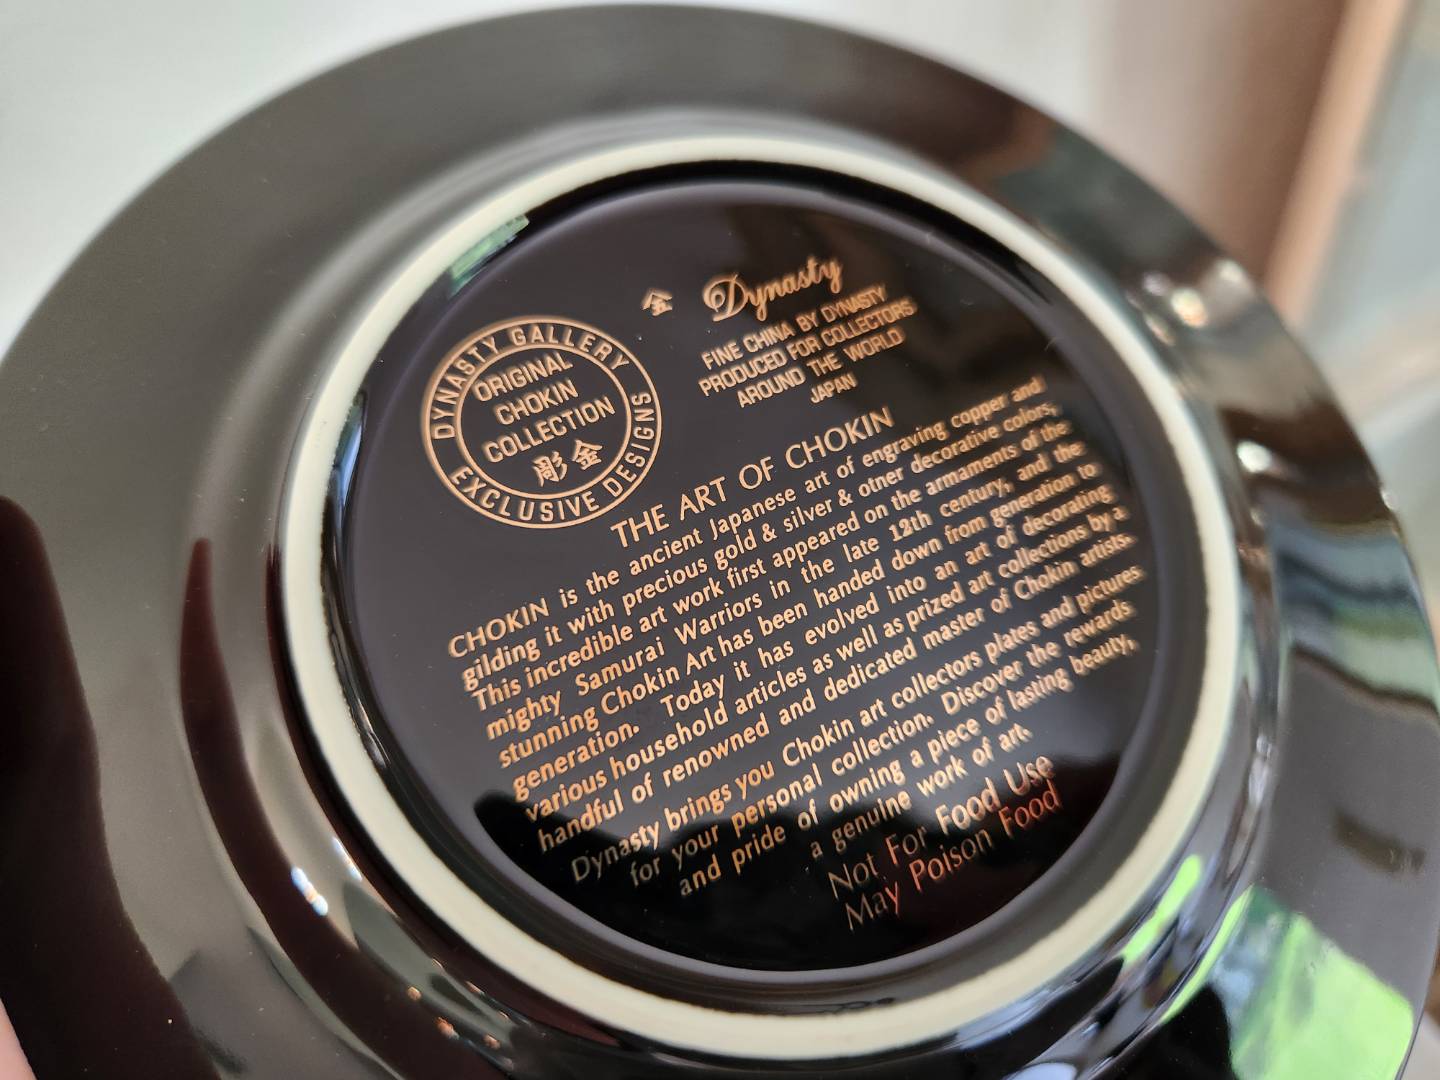 DYNASTY GALLERY
ORIGINAL
CHOKIN
COLLECTION
彫金
EXCLUSIVE DESIGNS
Dynasty
FINE CHINA BY DYNASTY
PRODUCED FOR COLLECTORS
AROUND THE WORLD
JAPAN
THE ART OF CHOKIN
CHOKIN is the ancient Japanese art of engraving copper and
gilding it with precious gold & silver & other decorative colors,
This incredible art work first appeared on the armaments of the
mighty Samurai Warriors in the late 12th century, and the
stunning Chokin Art has been handed down from generation to
generation. Today it has evolved into an art of decorating
various household articles as well as prized art collections by a
handful of renowned and dedicated master of Chokin artists.
Dynasty brings you Chokin art collectors plates and pictures
for your personal collection. Discover the rewards
and pride of owning a piece of lasting beauty,
a genuine work of art.
Not For Food Use
May Poison Food